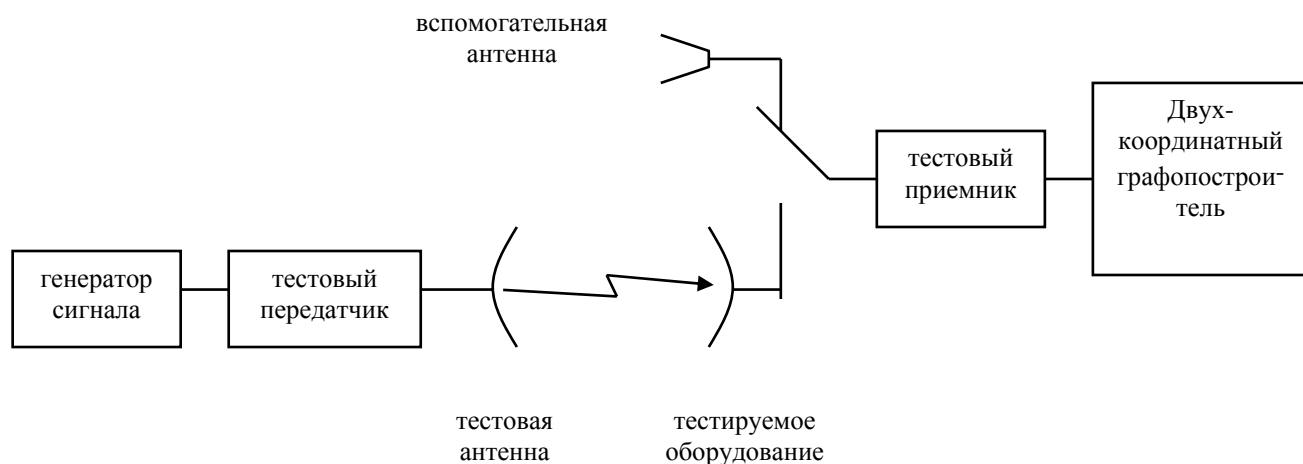 вспомогательная
антенна
Двух-
координатный
графопострои-
тель
тестовый
приемник
генератор
сигнала
тестовый
передатчик
тестовая
антенна
тестируемое
оборудование